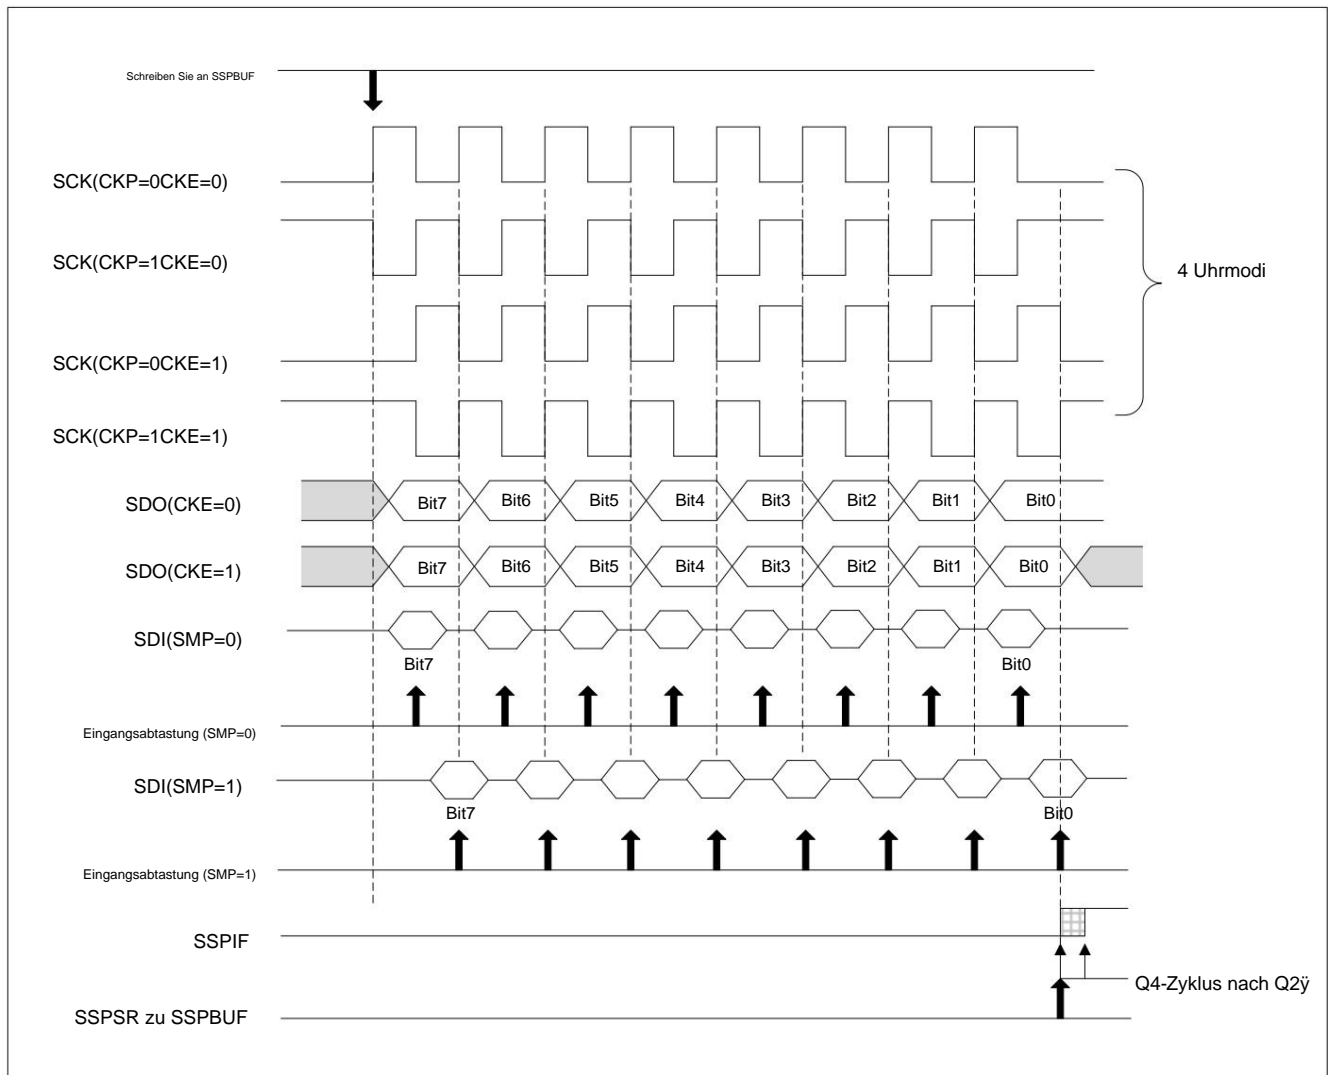 Schreiben Sie an SSPBUF
SCK(CKP=0CKE=0)
SCK(CKP=1CKE=0)
4 Uhrmodi
SCK(CKP=0CKE=1)
SCK(CKP=1CKE=1)
SDO(CKE=0) Bit7 Bit6 Bit5 Bit4 Bit3 Bit2 Bit1 Bit0
SDO(CKE=1) Bit7 Bit6 Bit5 Bit4 Bit3 Bit2 Bit1 Bit0
SDI(SMP=0)
Bit7 Bit0
Eingangsabtastung (SMP=0)
SDI(SMP=1)
Bit7 Bit0
Eingangsabtastung (SMP=1)
SSPIF
Q4-Zyklus nach Q2ÿ
SSPSR zu SSPBUF